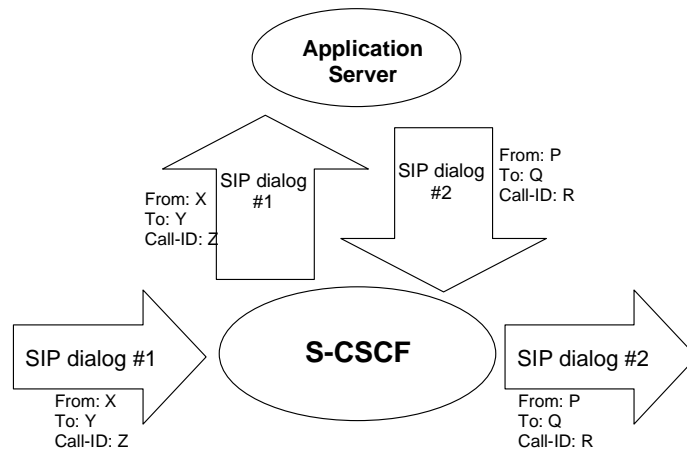 Application
Server
SIP dialog
#1
From: X
To: Y
Call-ID: Z
SIP dialog
#2
From: P
To: Q
Call-ID: R
SIP dialog #1
From: X
To: Y
Call-ID: Z
S-CSCF
SIP dialog #2
From: P
To: Q
Call-ID: R